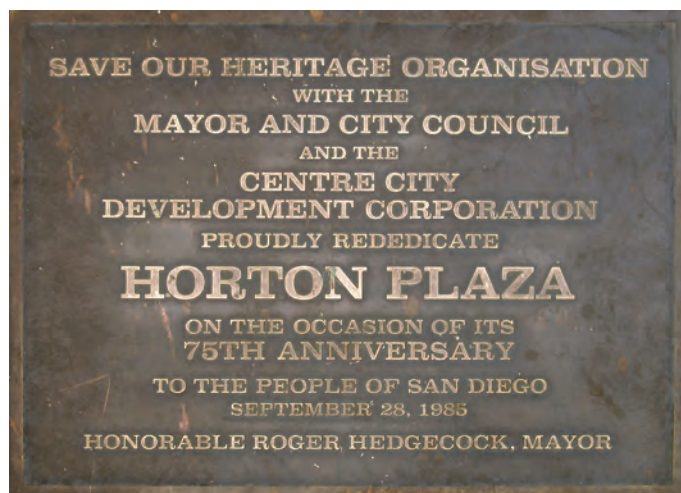 SAVE OUR HERITAGE ORGANISATION
WITH THE
MAYOR AND CITY COUNCIL
AND THE
CENTRE CITY
DEVELOPMENT CORPORATION
PROUDLY REDEDICATE
HORTON PLAZA
ON THE OCCASION OF ITS
75TH ANNIVERSARY
TO THE PEOPLE OF SAN DIEGO
SEPTEMBER 28, 1985
HONORABLE ROGER HEDGECOCK, MAYOR